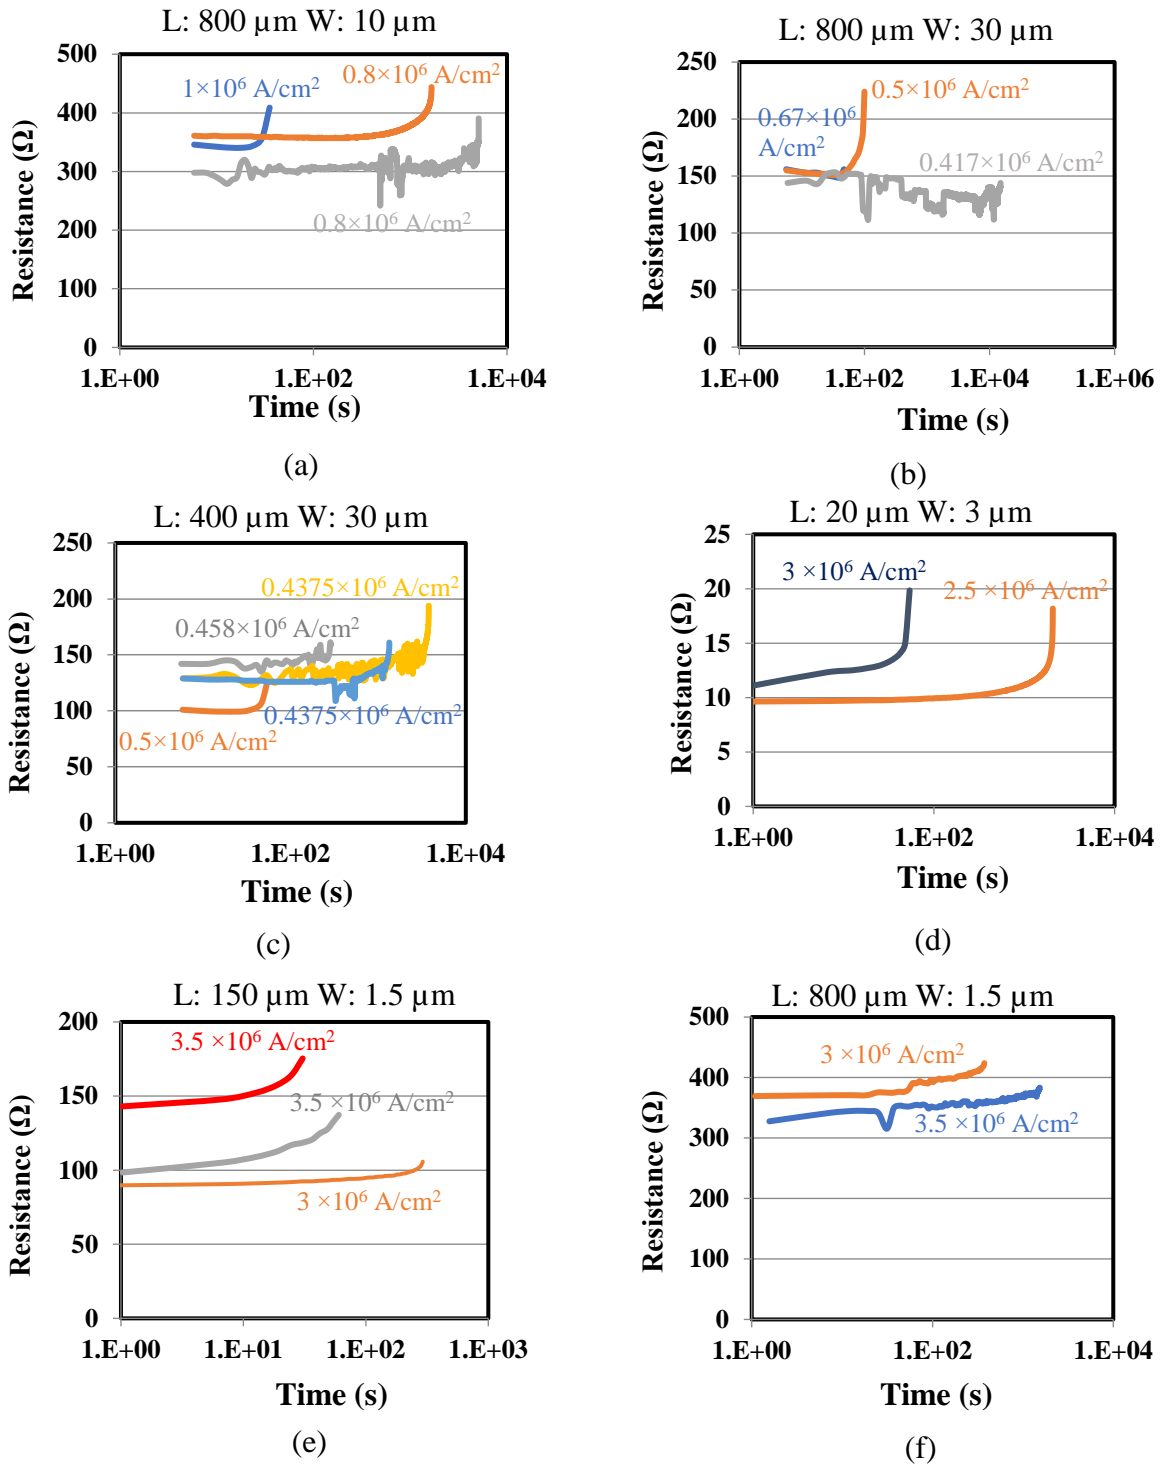 L: 800 µm W: 10 µm
500
400
300
200
100
0
Resistance (Ω)
1×10⁶ A/cm²
0.8×10⁶ A/cm²
0.8×10⁶ A/cm²
1.E+00
1.E+02
1.E+04
Time (s)
(a)
L: 800 µm W: 30 µm
250
200
150
100
50
0
Resistance (Ω)
0.67×10⁶
A/cm²
0.5×10⁶ A/cm²
0.417×10⁶ A/cm²
1.E+00
1.E+02
1.E+04
1.E+06
Time (s)
(b)
L: 400 µm W: 30 µm
250
200
150
100
50
0
Resistance (Ω)
0.4375×10⁶ A/cm²
0.458×10⁶ A/cm²
0.4375×10⁶ A/cm²
0.5×10⁶ A/cm²
1.E+00
1.E+02
1.E+04
Time (s)
(c)
L: 20 µm W: 3 µm
25
20
15
10
5
0
Resistance (Ω)
3 ×10⁶ A/cm²
2.5 ×10⁶ A/cm²
1.E+00
1.E+02
1.E+04
Time (s)
(d)
L: 150 µm W: 1.5 µm
200
150
100
50
0
Resistance (Ω)
3.5 ×10⁶ A/cm²
3.5 ×10⁶ A/cm²
3 ×10⁶ A/cm²
1.E+00
1.E+01
1.E+02
1.E+03
Time (s)
(e)
L: 800 µm W: 1.5 µm
500
400
300
200
100
0
Resistance (Ω)
3 ×10⁶ A/cm²
3.5 ×10⁶ A/cm²
1.E+00
1.E+02
1.E+04
Time (s)
(f)